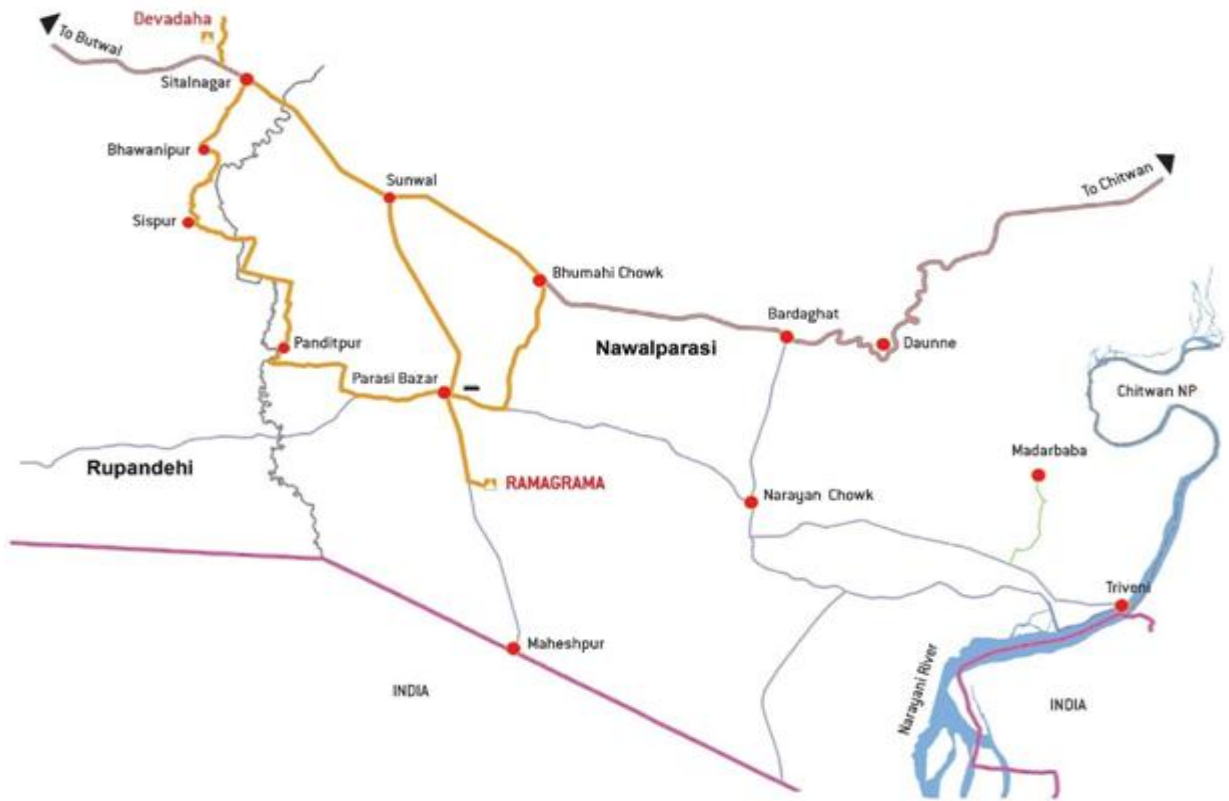 Devadaha
To Butwal
Sitalnagar
Bhawanipur
Sunwal
To Chitwan
Sispur
Bhumahi Chowk
Bardaghat
Panditpur
Nawalparasi
Daunne
Parasi Bazar
Chitwan NP
Rupandehi
Madarbaba
RAMAGRAMA
Narayan Chowk
Triveni
Maheshpur
INDIA
Narayani River
INDIA